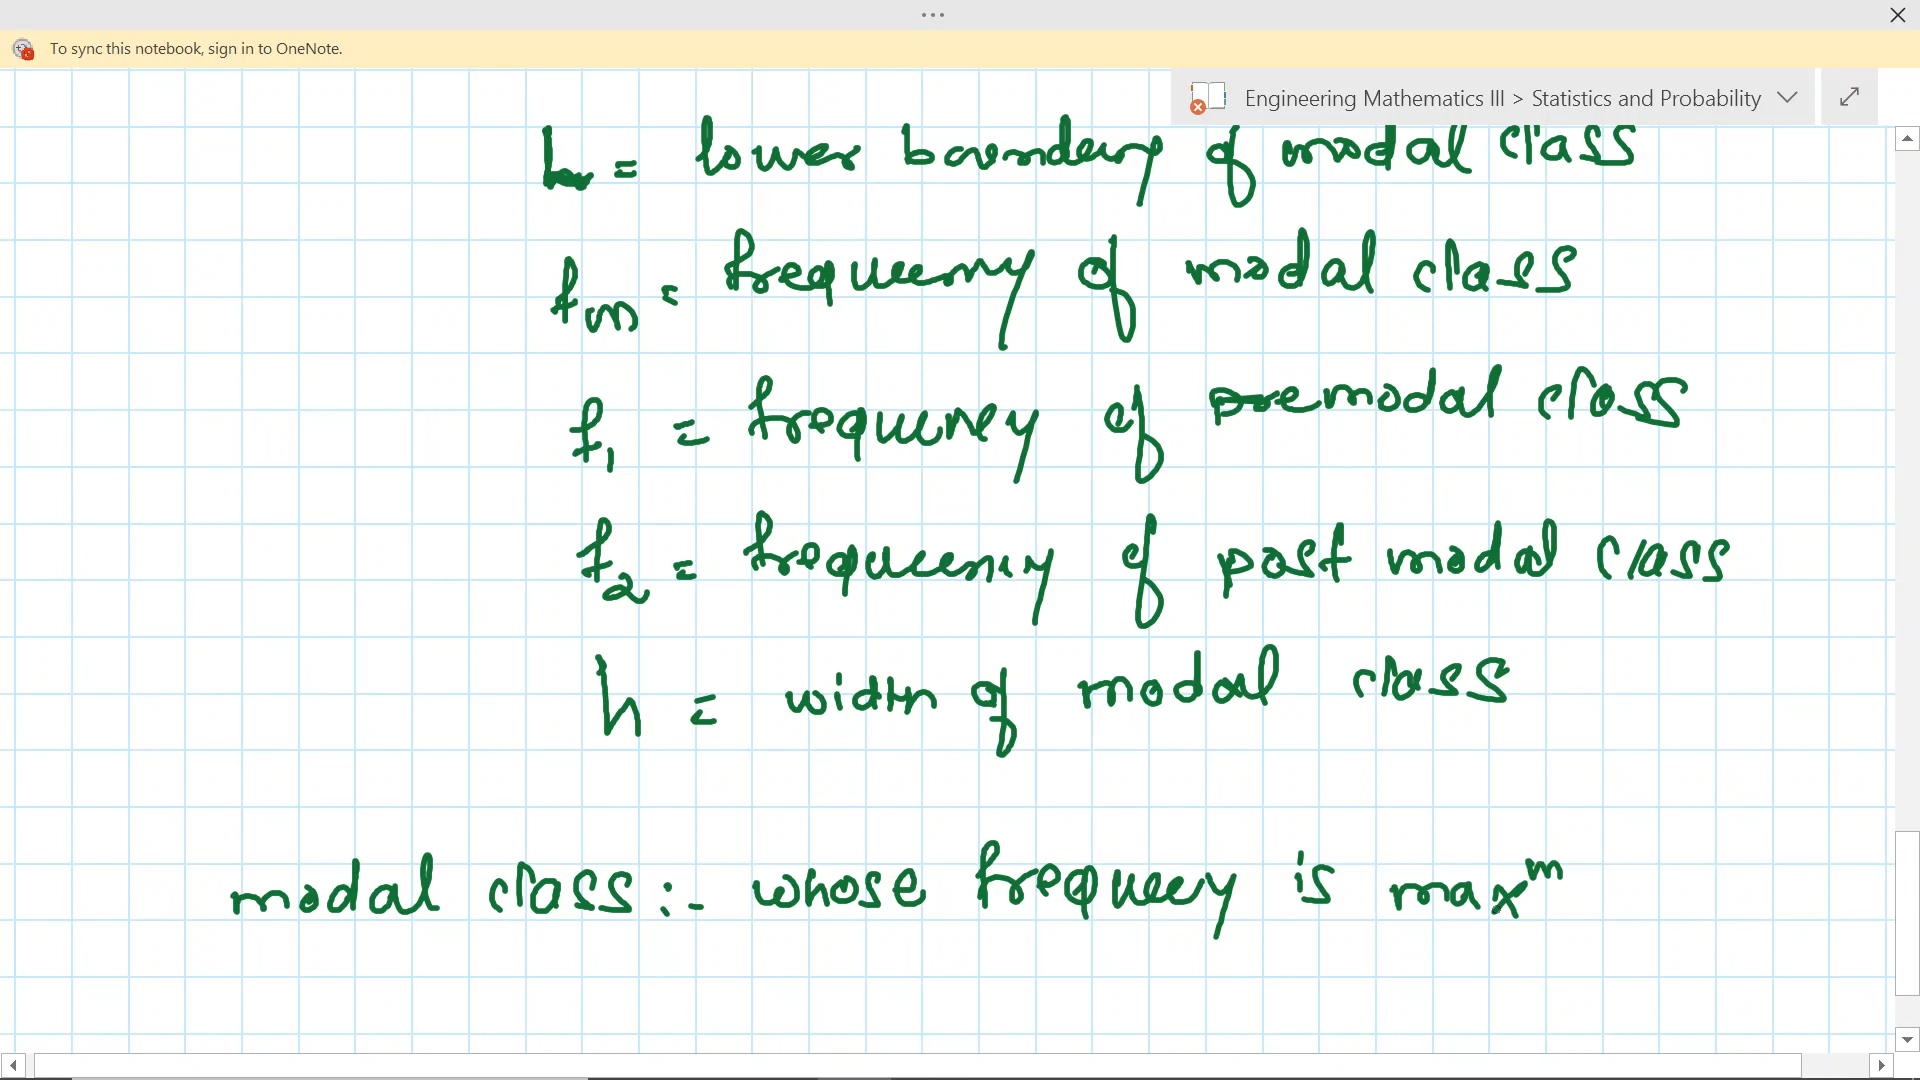 To sync this notebook, sign in to OneNote.
Engineering Mathematics III > Statistics and Probability
= lower boundary of modal class
fm = frequency of modal class
f1 = frequency of premodal class
f2 = frequency of post modal class
h = width of modal class
modal class :- whose frequecy is max^m